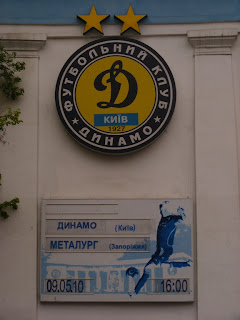 ФУТБОЛЬНИЙ КЛУБ
Д
КИЇВ
1927
ДИНАМО
ДИНАМО (Київ)
МЕТАЛУРГ (Запоріжжя)
09.05.10 16:00